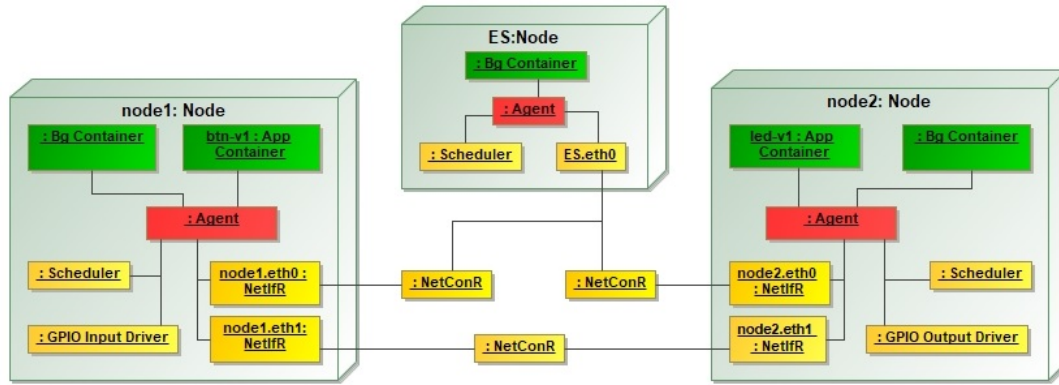 ES:Node
: Bg Container
: Agent
: Scheduler
ES.eth0
node1: Node
: Bg Container
btn-v1 : App
Container
: Agent
: Scheduler
node1.eth0 :
NetIfR
: GPIO Input Driver
node1.eth1:
NetIfR
: NetConR
: NetConR
: NetConR
node2: Node
led-v1 : App
Container
: Bg Container
: Agent
node2.eth0
: NetIfR
: Scheduler
node2.eth1
: NetIfR
: GPIO Output Driver